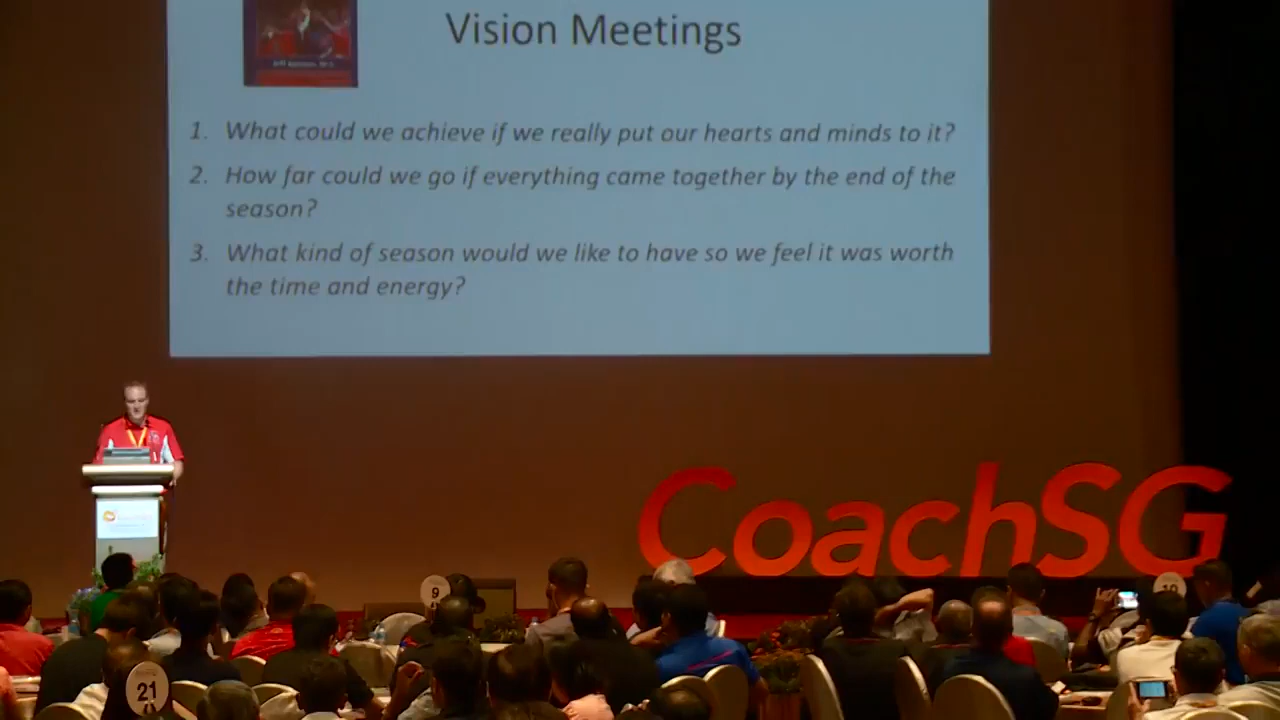 Vision Meetings
1. What could we achieve if we really put our hearts and minds to it?
2. How far could we go if everything came together by the end of the
season?
3. What kind of season would we like to have so we feel it was worth
the time and energy?
CoachSG
9
10
21